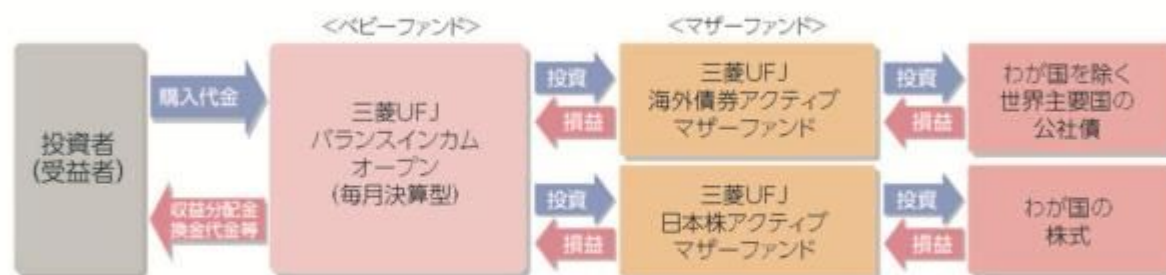 <ベビーファンド>
<マザーファンド>
投資者
(受益者)
購入代金
収益分配金
換金代金等
三菱UFJ
バランスインカム
オープン
(毎月決算型)
投資
損益
三菱UFJ
海外債券アクティブ
マザーファンド
投資
損益
わが国を除く
世界主要国の
公社債
投資
損益
三菱UFJ
日本株アクティブ
マザーファンド
投資
損益
わが国の
株式